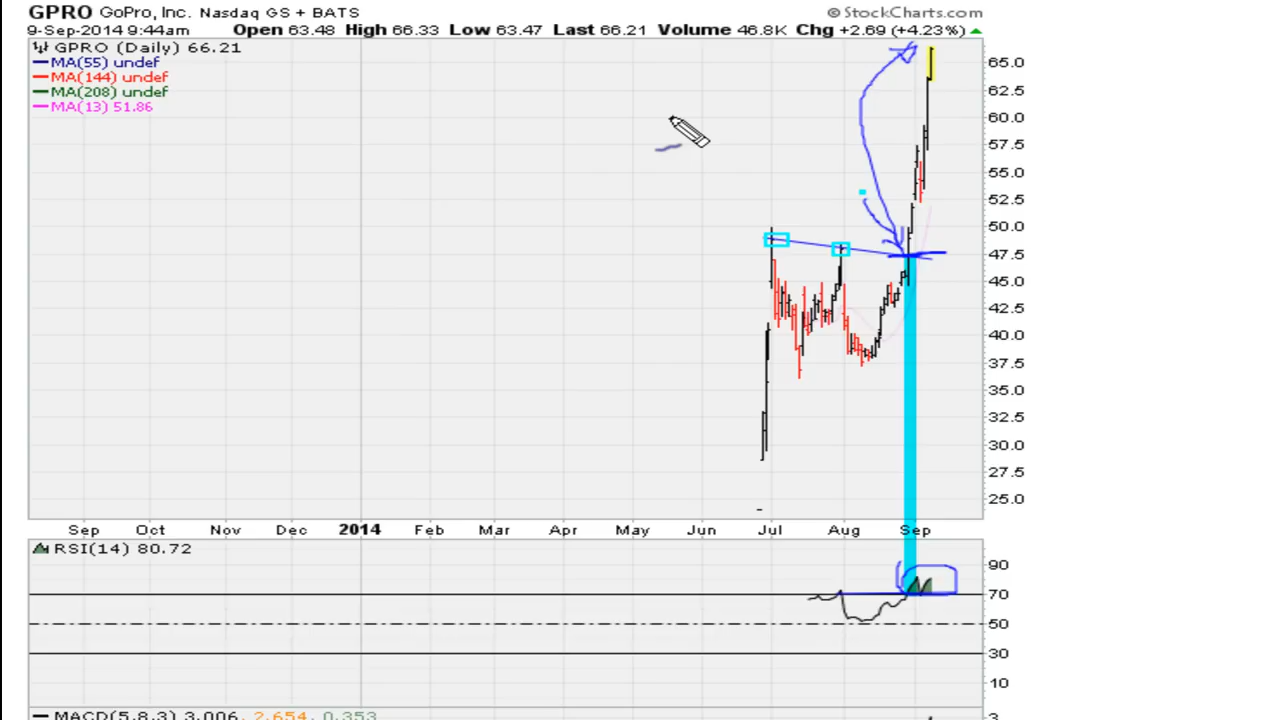 GPRO GoPro, Inc. Nasdaq GS + BATS © StockCharts.com
9-Sep-2014 9:44am Open 63.48 High 66.33 Low 63.47 Last 66.21 Volume 46.8K Chg +2.69 (+4.23%)
GPRO (Daily) 66.21
MA(55) undef
MA(144) undef
MA(208) undef
MA(13) 51.86
65.0
62.5
60.0
57.5
55.0
52.5
50.0
47.5
45.0
42.5
40.0
37.5
35.0
32.5
30.0
27.5
25.0
Sep Oct Nov Dec 2014 Feb Mar Apr May Jun Jul Aug Sep
RSI(14) 80.72
90
70
50
30
10
MACD(5,8,3) 3.006, 2.654, 0.353
3